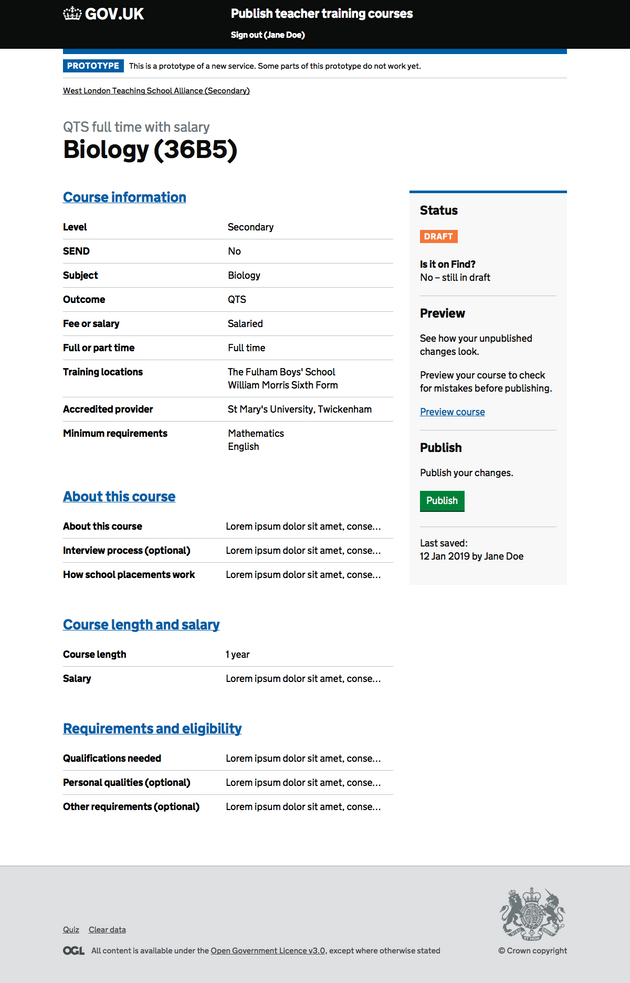 GOV.UK
Publish teacher training courses
Sign out (Jane Doe)
PROTOTYPE This is a prototype of a new service. Some parts of this prototype do not work yet.
West London Teaching School Alliance (Secondary)
QTS full time with salary
Biology (36B5)
Course information
Level Secondary
SEND No
Subject Biology
Outcome QTS
Fee or salary Salaried
Full or part time Full time
Training locations The Fulham Boys' School
William Morris Sixth Form
Accredited provider St Mary's University, Twickenham
Minimum requirements Mathematics
English
About this course
About this course Lorem ipsum dolor sit amet, conse…
Interview process (optional) Lorem ipsum dolor sit amet, conse…
How school placements work Lorem ipsum dolor sit amet, conse…
Course length and salary
Course length 1 year
Salary Lorem ipsum dolor sit amet, conse…
Requirements and eligibility
Qualifications needed Lorem ipsum dolor sit amet, conse…
Personal qualities (optional) Lorem ipsum dolor sit amet, conse…
Other requirements (optional) Lorem ipsum dolor sit amet, conse…
Status
DRAFT
Is it on Find?
No – still in draft
Preview
See how your unpublished
changes look.
Preview your course to check
for mistakes before publishing.
Preview course
Publish
Publish your changes.
Publish
Last saved:
12 Jan 2019 by Jane Doe
Quiz Clear data
OGL All content is available under the Open Government Licence v3.0, except where otherwise stated
© Crown copyright